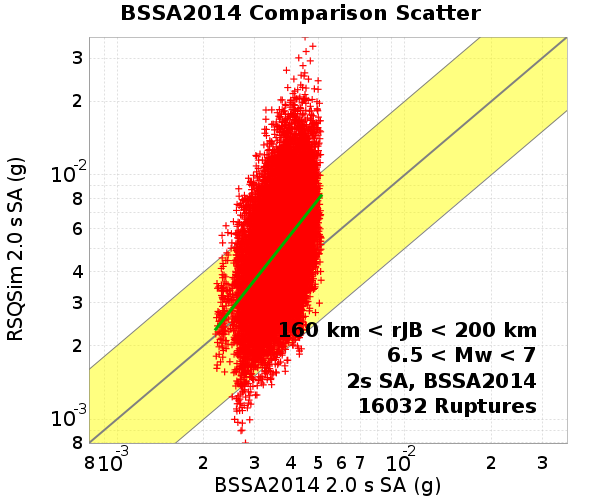 BSSA2014 Comparison Scatter
RSQSim 2.0 s SA (g)
3
2
10^-2
8
6
4
3
2
10^-3
8
160 km < rJB < 200 km
6.5 < Mw < 7
2s SA, BSSA2014
16032 Ruptures
8 10^-3 2 3 4 5 6 7 10^-2 2 3
BSSA2014 2.0 s SA (g)